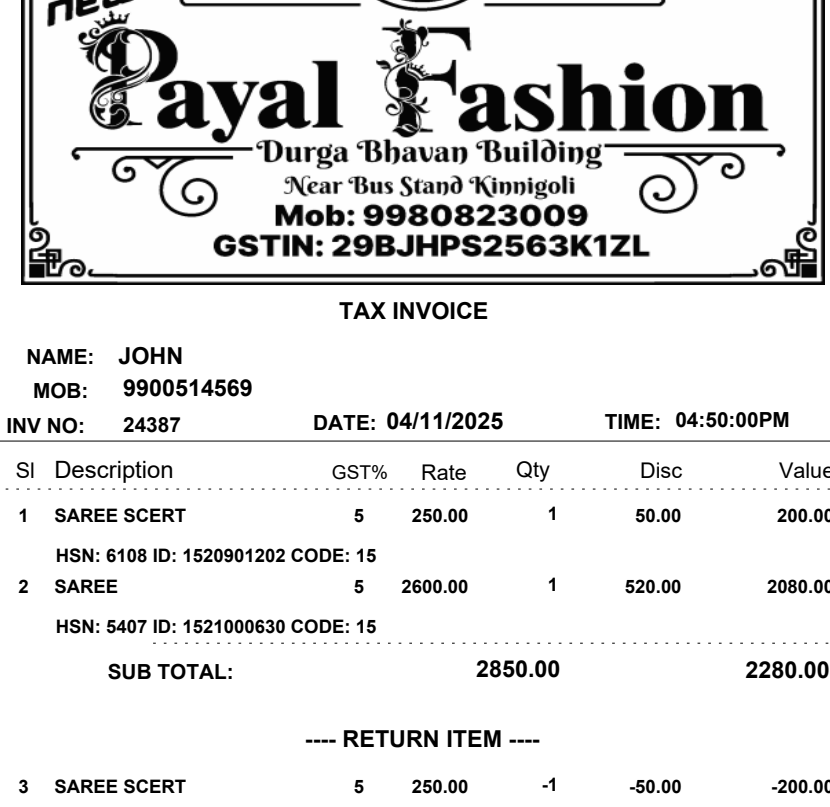 new
Payal Fashion
Durga Bhavan Building
Near Bus Stand Kinnigoli
Mob: 9980823009
GSTIN: 29BJHPS2563K1ZL
TAX INVOICE
NAME: JOHN
MOB: 9900514569
INV NO: 24387 DATE: 04/11/2025 TIME: 04:50:00PM
Sl Description GST% Rate Qty Disc Value
1 SAREE SCERT 5 250.00 1 50.00 200.00
HSN: 6108 ID: 1520901202 CODE: 15
2 SAREE 5 2600.00 1 520.00 2080.00
HSN: 5407 ID: 1521000630 CODE: 15
SUB TOTAL: 2850.00 2280.00
---- RETURN ITEM ----
3 SAREE SCERT 5 250.00 -1 -50.00 -200.00